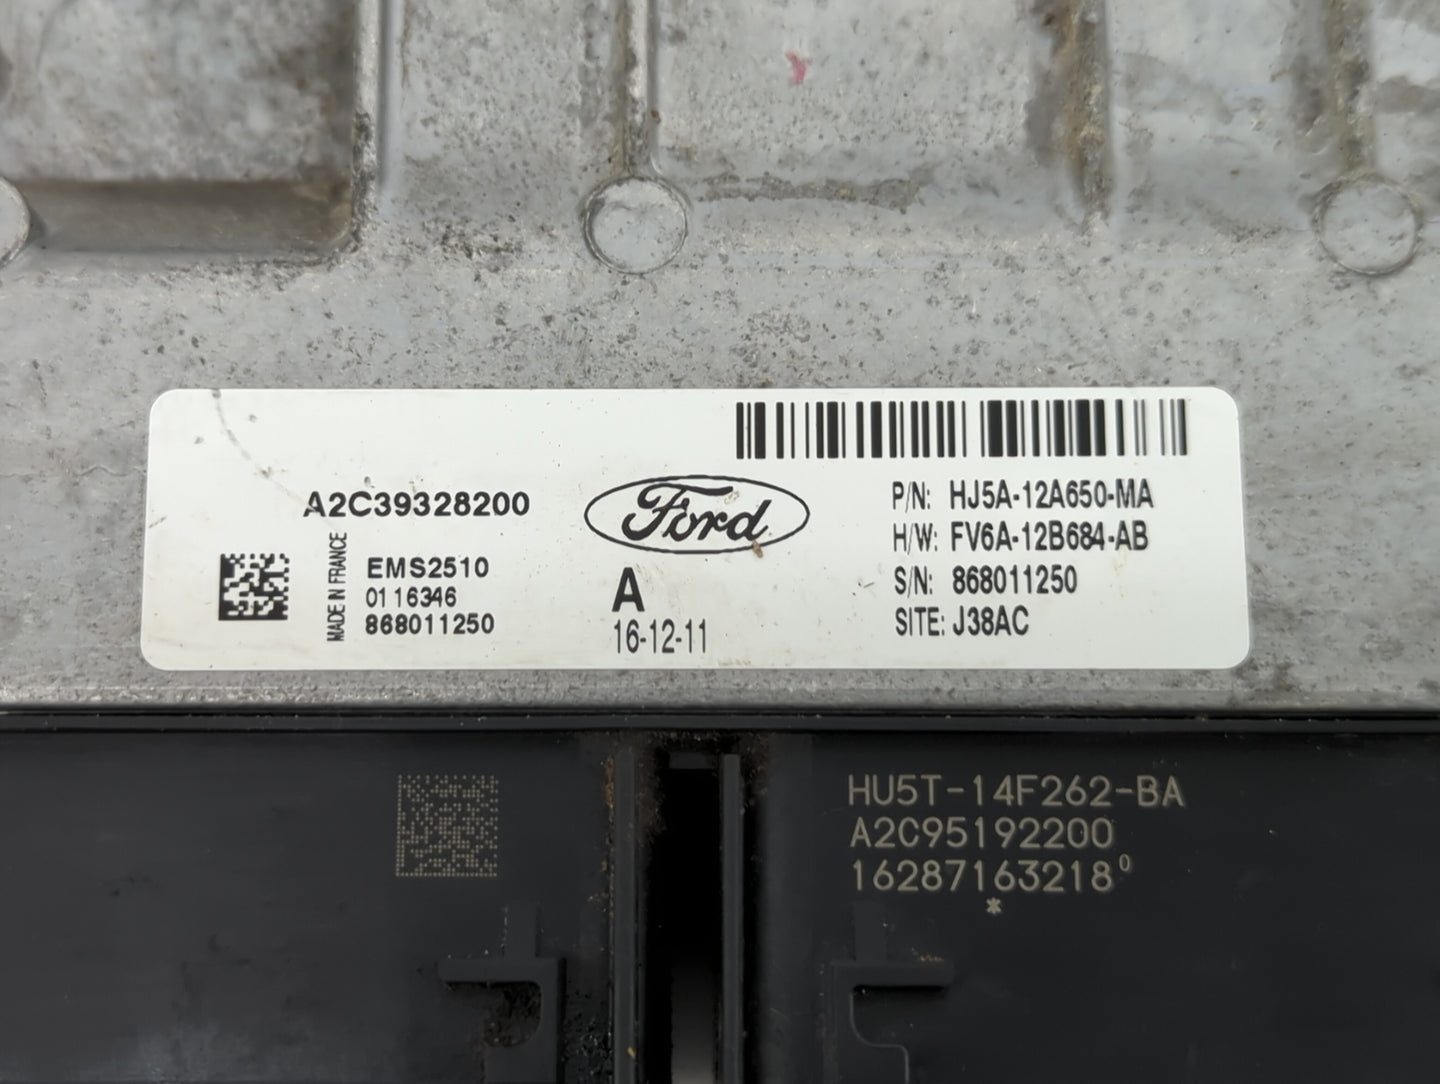 A2C39328200
MADE IN FRANCE
EMS2510
01 16346
868011250
Ford
A
16-12-11
P/N: HJ5A-12A650-MA
H/W: FV6A-12B684-AB
S/N: 868011250
SITE: J38AC
HU5T-14F262-BA
A2C95192200
16287163218⁰
*